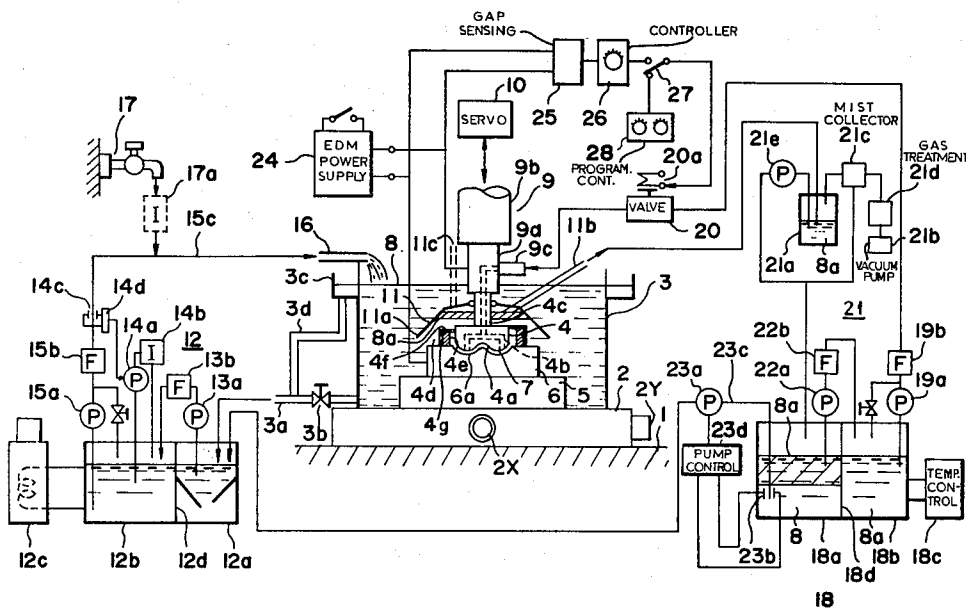 GAP
SENSING
CONTROLLER
10
25
26
27
17
SERVO
28
MIST
COLLECTOR
21e
21c
GAS
TREATMENT
24
EDM
POWER
SUPPLY
9b
9
PROGRAM.
CONT.
20a
21d
17a
I
P
VALVE
20
15c
16
8
11c
9d
9c
11b
21a
8a
VACUUM
PUMP
21b
3c
14c
14d
3d
11
4c
3
14a
14b
12
11a
8a
4
21
15b
F
I
13b
4f
22b
F
19b
F
P
F
13a
4e
7
4b
23c
15a
P
P
3a
4d
6a
4a
6
5
2
23a
22a
P
P
19a
3b
4g
2Y
1
P
23d
8a
2X
PUMP
CONTROL
TEMP.
CON-
TROL
8
8a
12c
12b
12d
12a
23b
18a
18d
18b
18c
18